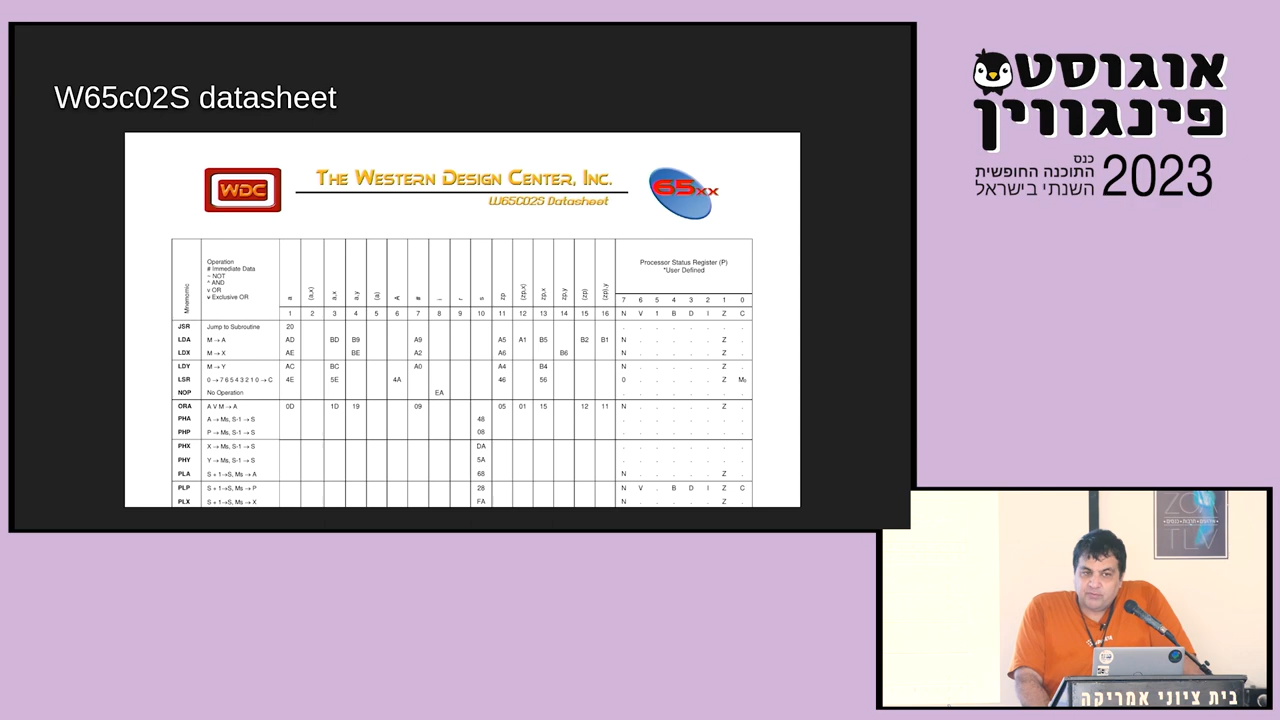 W65c02S datasheet
WDC
THE WESTERN DESIGN CENTER, INC.
W65C02S Datasheet
65xx
Mnemonic
Operation
# Immediate Data
~ NOT
^ AND
v OR
v Exclusive OR
a (a,x) a,x a,y (a) A # i r s zp (zp,x) zp,x zp,y (zp) (zp),y
Processor Status Register (P)
*User Defined
7 6 5 4 3 2 1 0
1 2 3 4 5 6 7 8 9 10 11 12 13 14 15 16 N V 1 B D I Z C
JSR Jump to Subroutine 20 . . . . . . . .
LDA M → A AD BD B9 A9 A5 A1 B5 B2 B1 N . . . . . Z .
LDX M → X AE BE A2 A6 B6 N . . . . . Z .
LDY M → Y AC BC A0 A4 B4 N . . . . . Z .
LSR 0 → 7 6 5 4 3 2 1 0 → C 4E 5E 4A 46 56 0 . . . . . Z M₀
NOP No Operation EA . . . . . . . .
ORA A V M → A 0D 1D 19 09 05 01 15 12 11 N . . . . . Z .
PHA A → Ms, S-1 → S 48 . . . . . . . .
PHP P → Ms, S-1 → S 08 . . . . . . . .
PHX X → Ms, S-1 → S DA . . . . . . . .
PHY Y → Ms, S-1 → S 5A . . . . . . . .
PLA S + 1→S, Ms → A 68 N . . . . . Z .
PLP S + 1→S, Ms → P 28 N V . B D I Z C
PLX S + 1→S, Ms → X FA N . . . . . Z .
אוגוסט
פינגווין
כנס
התוכנה החופשית
השנתי בישראל
2023
TLV
בית ציוני אמריקה